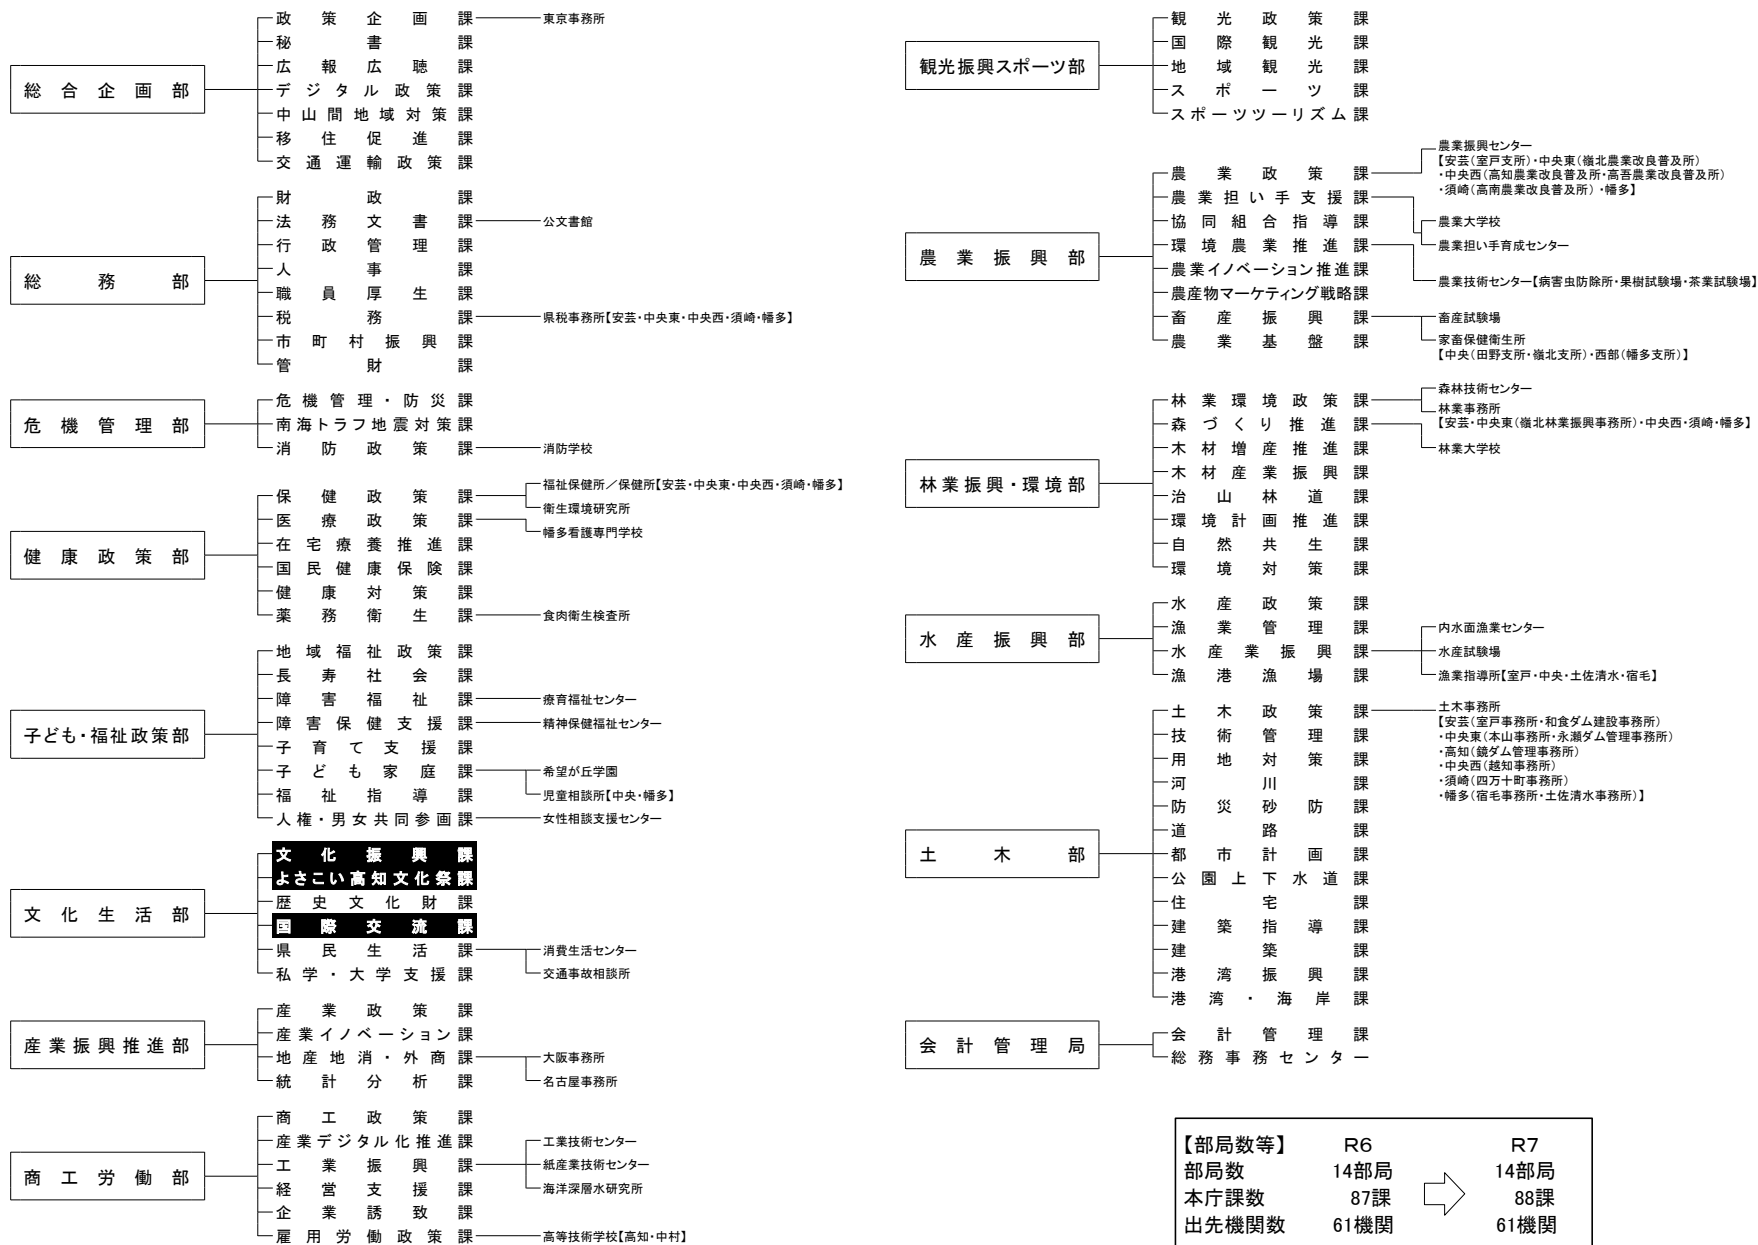 総合企画部
政策企画課
東京事務所
秘書課
広報広聴課
デジタル政策課
中山間地域対策課
移住促進課
交通運輸政策課
総務部
財政課
法務文書課
公文書館
行政管理課
人事課
職員厚生課
税務課
県税事務所【安芸・中央東・中央西・須崎・幡多】
市町村振興課
管財課
危機管理部
危機管理・防災課
南海トラフ地震対策課
消防政策課
消防学校
健康政策部
保健政策課
福祉保健所／保健所【安芸・中央東・中央西・須崎・幡多】
衛生環境研究所
医療政策課
幡多看護専門学校
在宅療養推進課
国民健康保険課
健康対策課
薬務衛生課
食肉衛生検査所
子ども・福祉政策部
地域福祉政策課
長寿社会課
障害福祉課
療育福祉センター
障害保健支援課
精神保健福祉センター
子育て支援課
子ども家庭課
希望が丘学園
児童相談所【中央・幡多】
福祉指導課
人権・男女共同参画課
女性相談支援センター
文化生活部
文化振興課
よさこい高知文化祭課
歴史文化財課
国際交流課
県民生活課
消費生活センター
交通事故相談所
私学・大学支援課
産業振興推進部
産業政策課
産業イノベーション課
地産地消・外商課
大阪事務所
名古屋事務所
統計分析課
商工労働部
商工政策課
産業デジタル化推進課
工業振興課
工業技術センター
紙産業技術センター
海洋深層水研究所
経営支援課
企業誘致課
雇用労働政策課
高等技術学校【高知・中村】
観光振興スポーツ部
観光政策課
国際観光課
地域観光課
スポーツ課
スポーツツーリズム課
農業振興部
農業政策課
農業振興センター
【安芸（室戸支所）・中央東（嶺北農業改良普及所）
・中央西（高知農業改良普及所・高吾農業改良普及所）
・須崎（高南農業改良普及所）・幡多】
農業担い手支援課
農業大学校
農業担い手育成センター
協同組合指導課
環境農業推進課
農業技術センター【病害虫防除所・果樹試験場・茶業試験場】
農業イノベーション推進課
農産物マーケティング戦略課
畜産振興課
畜産試験場
家畜保健衛生所
【中央（田野支所・嶺北支所）・西部（幡多支所）】
農業基盤課
林業振興・環境部
林業環境政策課
森林技術センター
林業事務所
【安芸・中央東（嶺北林業振興事務所）・中央西・須崎・幡多】
森づくり推進課
林業大学校
木材増産推進課
木材産業振興課
治山林道課
環境計画推進課
自然共生課
環境対策課
水産振興部
水産政策課
漁業管理課
水産業振興課
内水面漁業センター
水産試験場
漁業指導所【室戸・中央・土佐清水・宿毛】
漁港漁場課
土木部
土木政策課
土木事務所
【安芸（室戸事務所・和食ダム建設事務所）
・中央東（本山事務所・永瀬ダム管理事務所）
・高知（鏡ダム管理事務所）
・中央西（越知事務所）
・須崎（四万十町事務所）
・幡多（宿毛事務所・土佐清水事務所）】
技術管理課
用地対策課
河川課
防災砂防課
道路課
都市計画課
公園上下水道課
住宅課
建築指導課
建築課
港湾振興課
港湾・海岸課
会計管理局
会計管理課
総務事務センター
【部局数等】 R6 R7
部局数 14部局 14部局
本庁課数 87課 88課
出先機関数 61機関 61機関